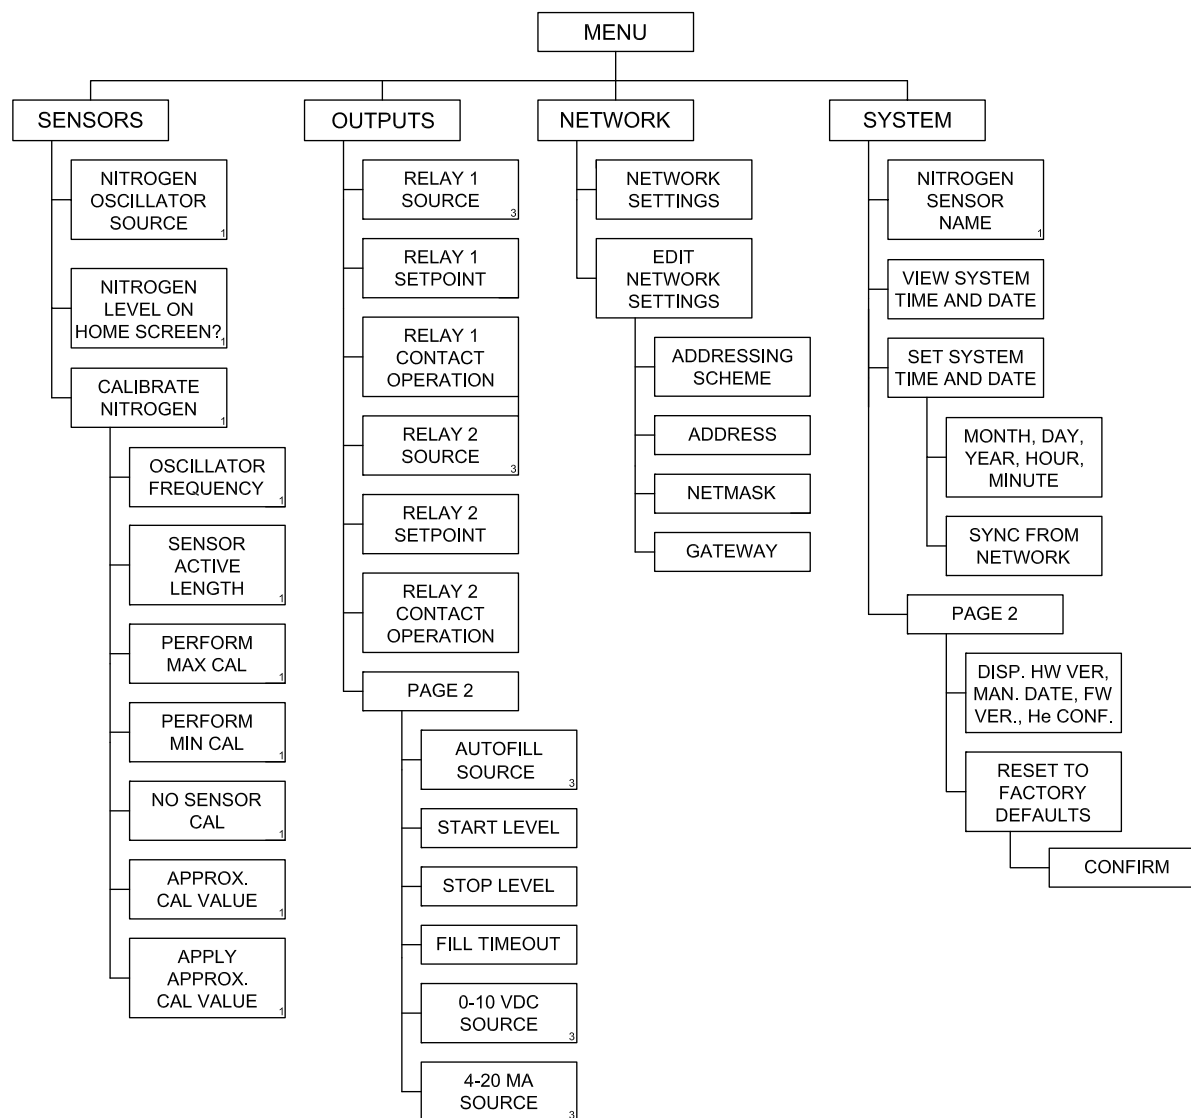 MENU
SENSORS
NITROGEN
OSCILLATOR
SOURCE
1
NITROGEN
LEVEL ON
HOME SCREEN?
1
CALIBRATE
NITROGEN
1
OSCILLATOR
FREQUENCY
1
SENSOR
ACTIVE
LENGTH
1
PERFORM
MAX CAL
1
PERFORM
MIN CAL
1
NO SENSOR
CAL
1
APPROX.
CAL VALUE
1
APPLY
APPROX.
CAL VALUE
1
OUTPUTS
RELAY 1
SOURCE
3
RELAY 1
SETPOINT
RELAY 1
CONTACT
OPERATION
RELAY 2
SOURCE
3
RELAY 2
SETPOINT
RELAY 2
CONTACT
OPERATION
PAGE 2
AUTOFILL
SOURCE
3
START LEVEL
STOP LEVEL
FILL TIMEOUT
0-10 VDC
SOURCE
3
4-20 MA
SOURCE
3
NETWORK
NETWORK
SETTINGS
EDIT
NETWORK
SETTINGS
ADDRESSING
SCHEME
ADDRESS
NETMASK
GATEWAY
SYSTEM
NITROGEN
SENSOR
NAME
1
VIEW SYSTEM
TIME AND DATE
SET SYSTEM
TIME AND DATE
MONTH, DAY,
YEAR, HOUR,
MINUTE
SYNC FROM
NETWORK
PAGE 2
DISP. HW VER,
MAN. DATE, FW
VER., He CONF.
RESET TO
FACTORY
DEFAULTS
CONFIRM